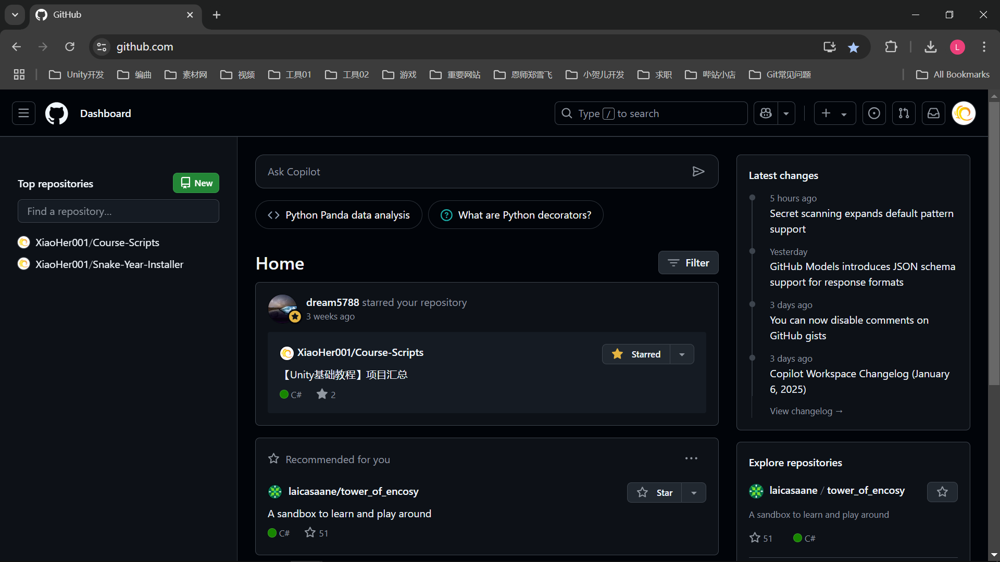 GitHub
github.com
L
Unity开发
编曲
素材网
视频
工具01
工具02
游戏
重要网站
恩师郑雪飞
小贺儿开发
求职
哔站小店
Git常见问题
All Bookmarks
Dashboard
Type / to search
Top repositories
New
Find a repository...
XiaoHer001/Course-Scripts
XiaoHer001/Snake-Year-Installer
Ask Copilot
Python Panda data analysis
What are Python decorators?
Home
Filter
dream5788 starred your repository
3 weeks ago
XiaoHer001/Course-Scripts
Starred
【Unity基础教程】项目汇总
C#
2
Recommended for you
laicasaane/tower_of_encosy
Star
A sandbox to learn and play around
C#
51
Latest changes
5 hours ago
Secret scanning expands default pattern
support
Yesterday
GitHub Models introduces JSON schema
support for response formats
3 days ago
You can now disable comments on
GitHub gists
3 days ago
Copilot Workspace Changelog (January
6, 2025)
View changelog →
Explore repositories
laicasaane / tower_of_encosy
A sandbox to learn and play around
51
C#